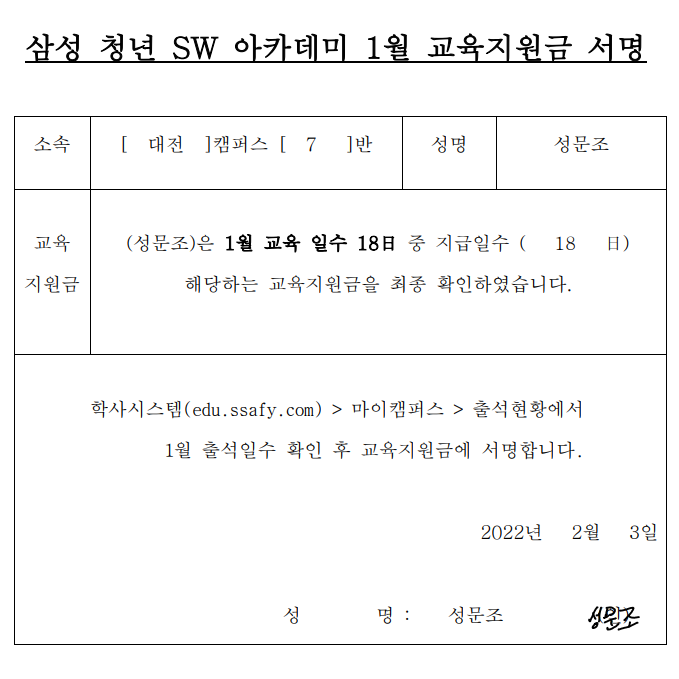 삼성 청년 SW 아카데미 1월 교육지원금 서명
소속 [ 대전 ]캠퍼스 [ 7 ]반 성명 성문조
교육
지원금
(성문조)은 1월 교육 일수 18日 중 지급일수 ( 18 日)
해당하는 교육지원금을 최종 확인하였습니다.
학사시스템(edu.ssafy.com) > 마이캠퍼스 > 출석현황에서
1월 출석일수 확인 후 교육지원금에 서명합니다.
2022년 2월 3일
성 명 : 성문조 성문조